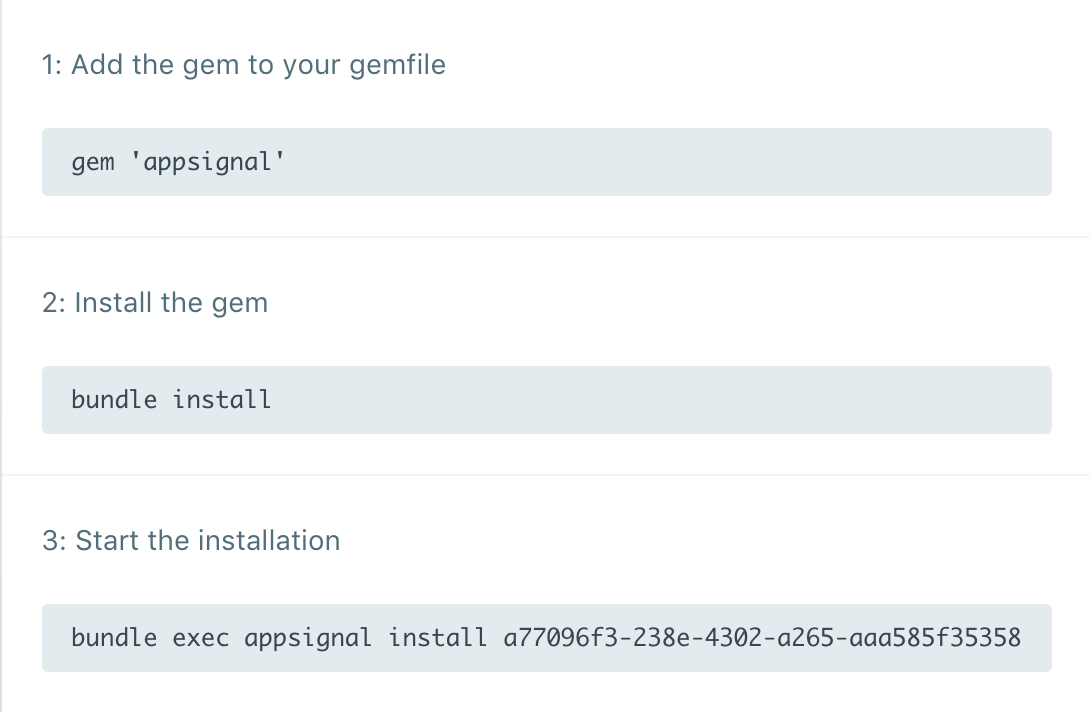 1: Add the gem to your gemfile
gem 'appsignal'
2: Install the gem
bundle install
3: Start the installation
bundle exec appsignal install a77096f3-238e-4302-a265-aaa585f35358